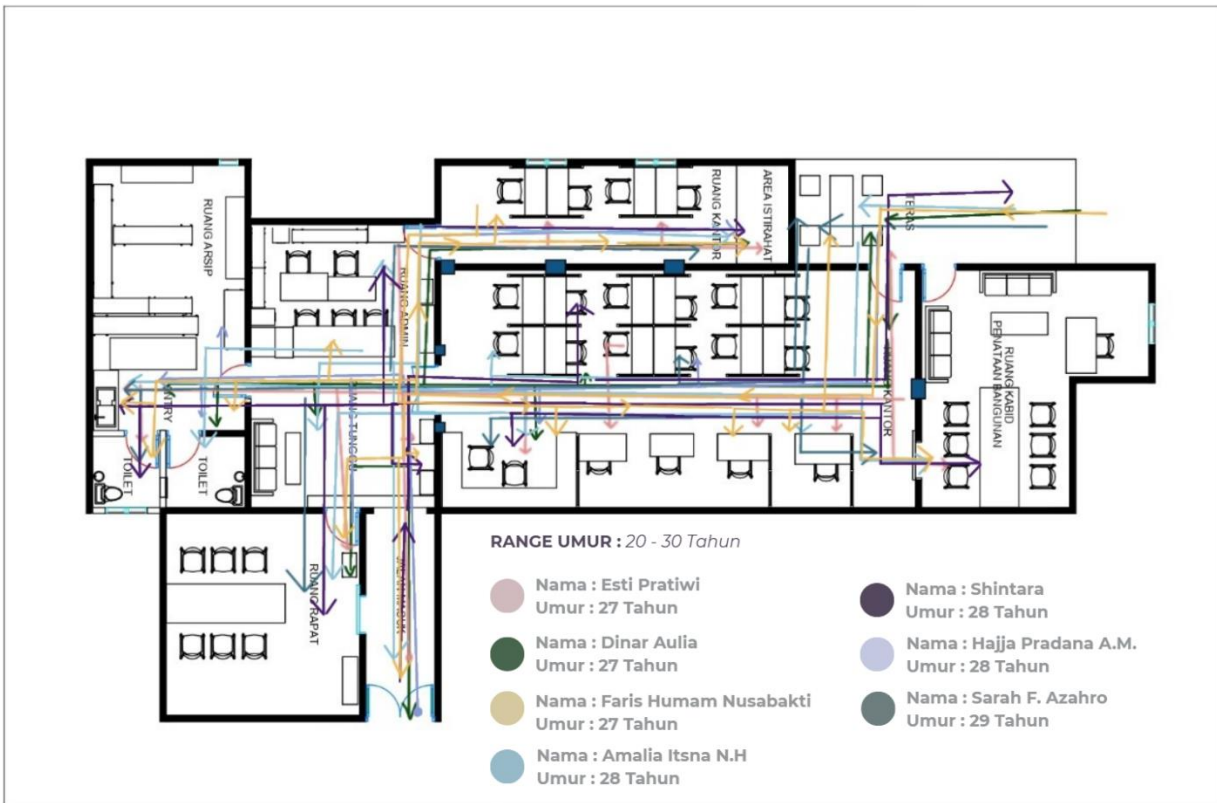 RUANG ARSIP
RUANG ADMIN
RUANG KANTOR
AREA ISTIRAHAT
TERAS
RUANG KABID
PENATAAN BANGUNAN
TOILET
TOILET
RUANG RAPAT
RANGE UMUR : 20 - 30 Tahun
Nama : Esti Pratiwi
Umur : 27 Tahun
Nama : Dinar Aulia
Umur : 27 Tahun
Nama : Faris Humam Nusabakti
Umur : 27 Tahun
Nama : Amalia Itsna N.H
Umur : 28 Tahun
Nama : Shintara
Umur : 28 Tahun
Nama : Hajja Pradana A.M.
Umur : 28 Tahun
Nama : Sarah F. Azahro
Umur : 29 Tahun